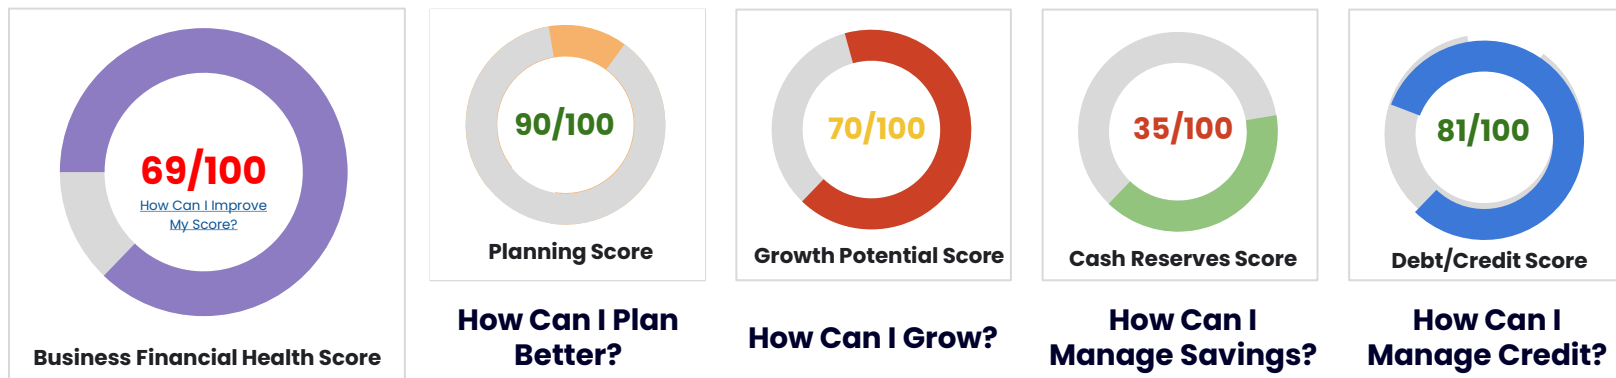 69/100
How Can I Improve
My Score?
Business Financial Health Score
90/100
Planning Score
How Can I Plan
Better?
70/100
Growth Potential Score
How Can I Grow?
35/100
Cash Reserves Score
How Can I
Manage Savings?
81/100
Debt/Credit Score
How Can I
Manage Credit?